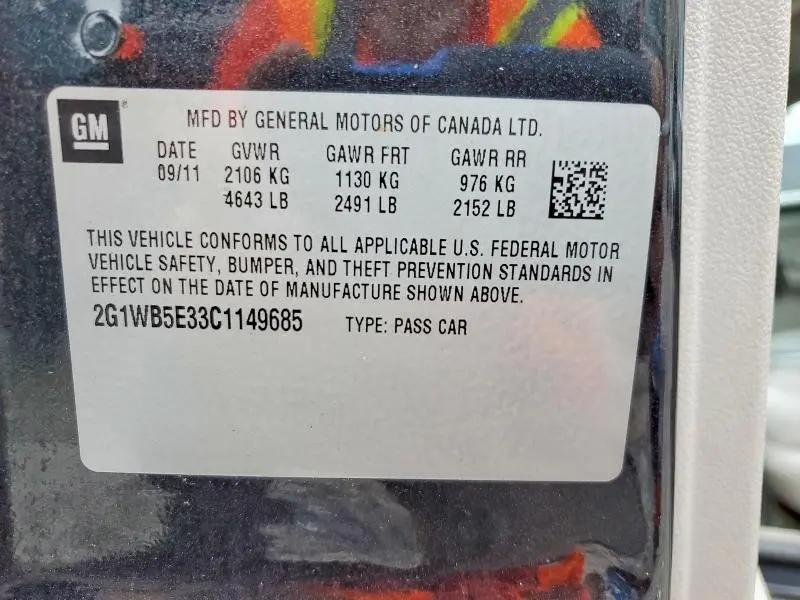 GM
®
MFD BY GENERAL MOTORS OF CANADA LTD.
DATE GVWR GAWR FRT GAWR RR
09/11 2106 KG 1130 KG 976 KG
4643 LB 2491 LB 2152 LB
THIS VEHICLE CONFORMS TO ALL APPLICABLE U.S. FEDERAL MOTOR
VEHICLE SAFETY, BUMPER, AND THEFT PREVENTION STANDARDS IN
EFFECT ON THE DATE OF MANUFACTURE SHOWN ABOVE.
2G1WB5E33C1149685 TYPE: PASS CAR